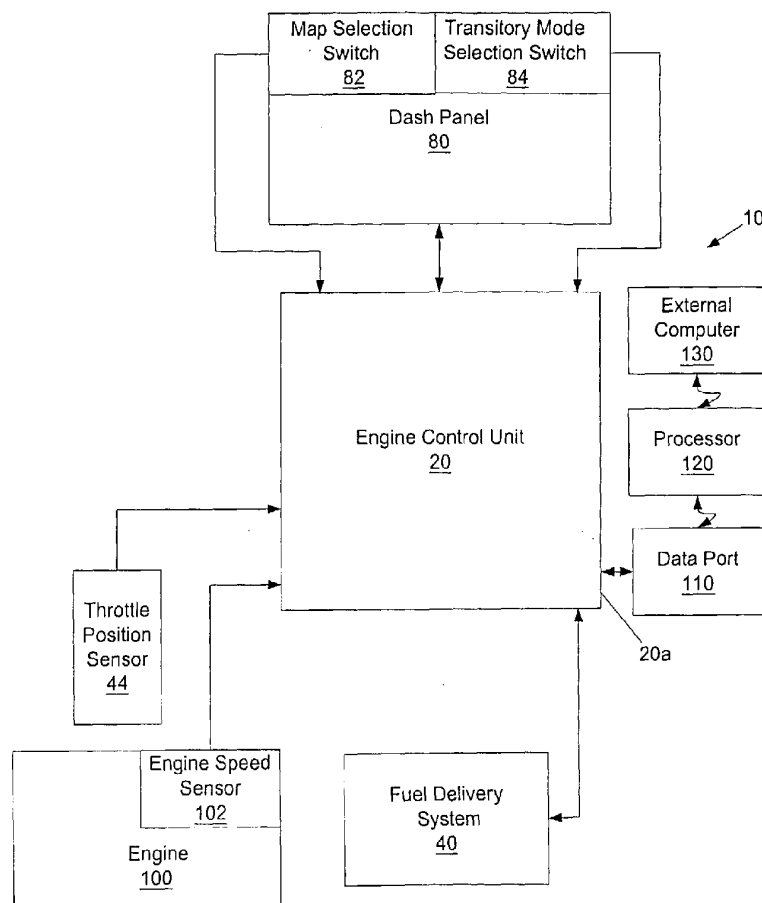 Map Selection
Switch
82
Transitory Mode
Selection Switch
84
Dash Panel
80
10
External
Computer
130
Engine Control Unit
20
Processor
120
Data Port
110
20a
Throttle
Position
Sensor
44
Engine Speed
Sensor
102
Engine
100
Fuel Delivery
System
40